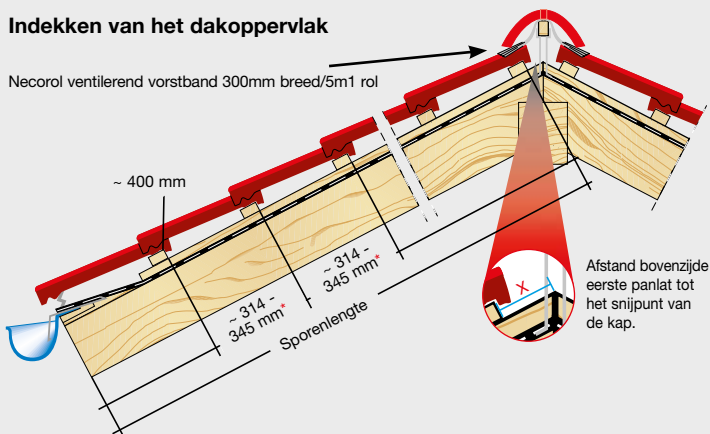 Indekken van het dakoppervlak
Necorol ventilerend vorstband 300mm breed/5m1 rol
~ 400 mm
~ 314 -
345 mm*
~ 314 -
345 mm*
Sporenlengte
X
Afstand bovenzijde
eerste panlat tot
het snijpunt van
de kap.